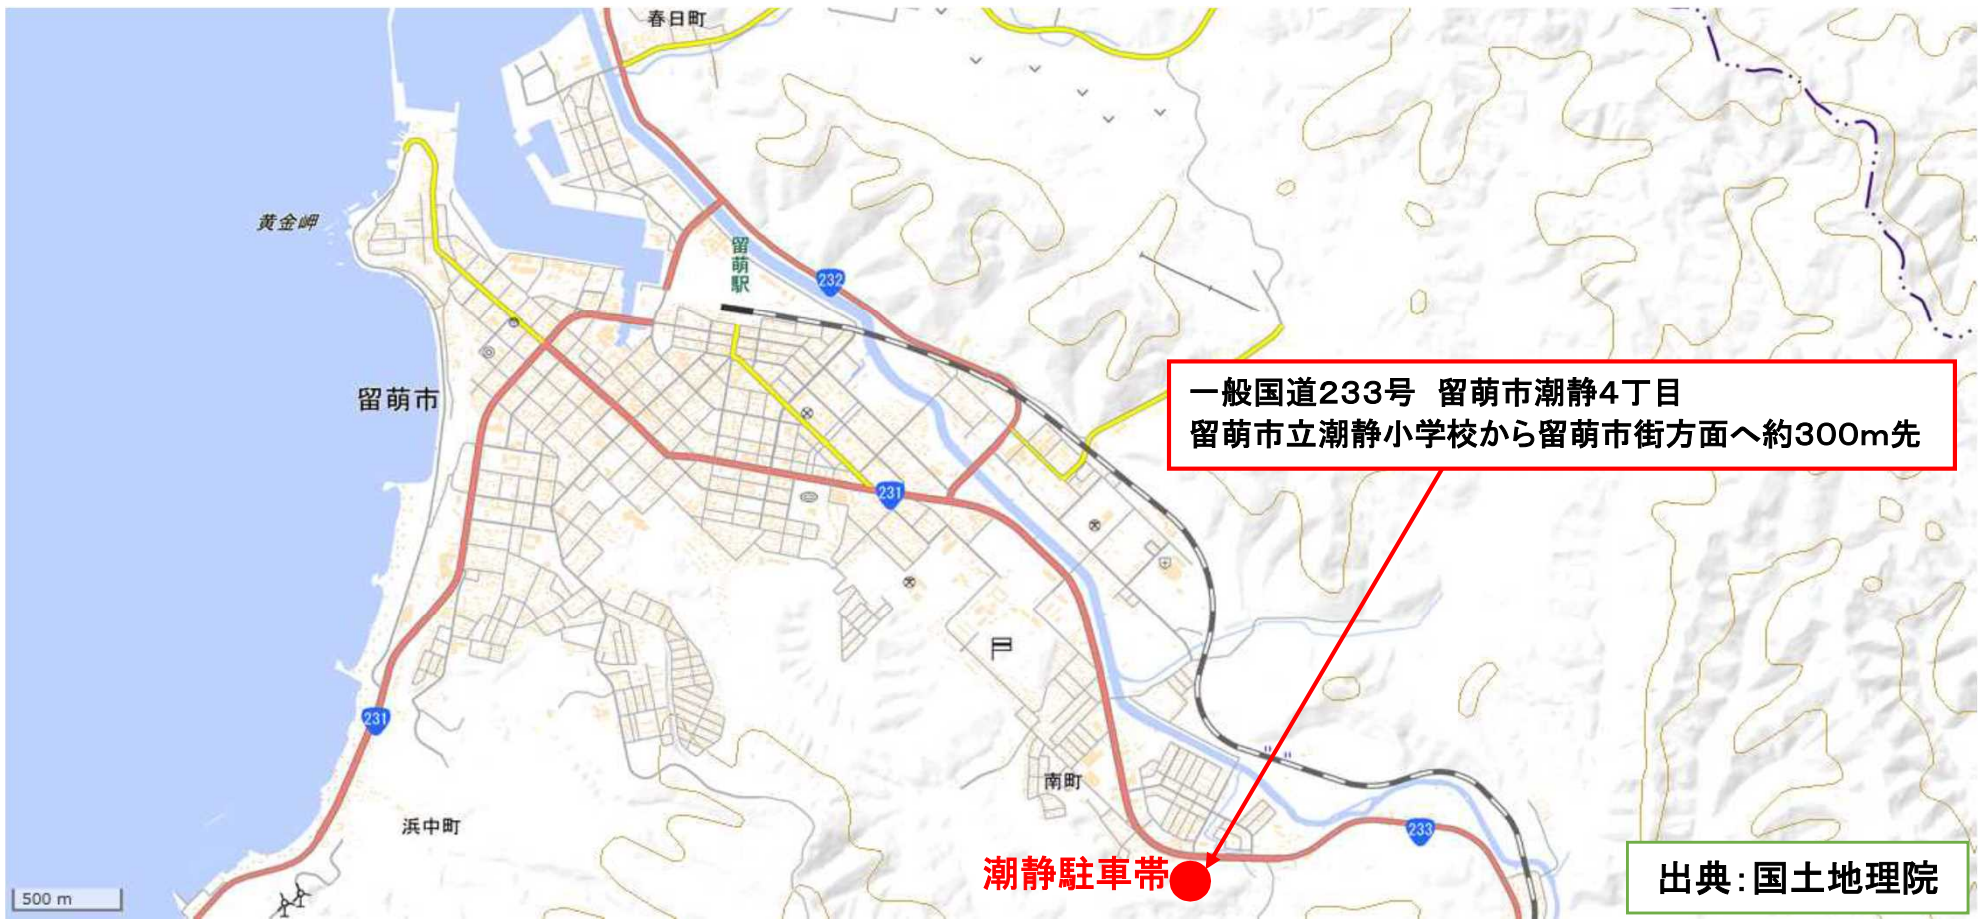 春日町
黄金岬
留萌駅
232
留萌市
一般国道233号 留萌市潮静4丁目
留萌市立潮静小学校から留萌市街方面へ約300m先
231
231
南町
浜中町
233
潮静駐車帯
出典:国土地理院
500 m